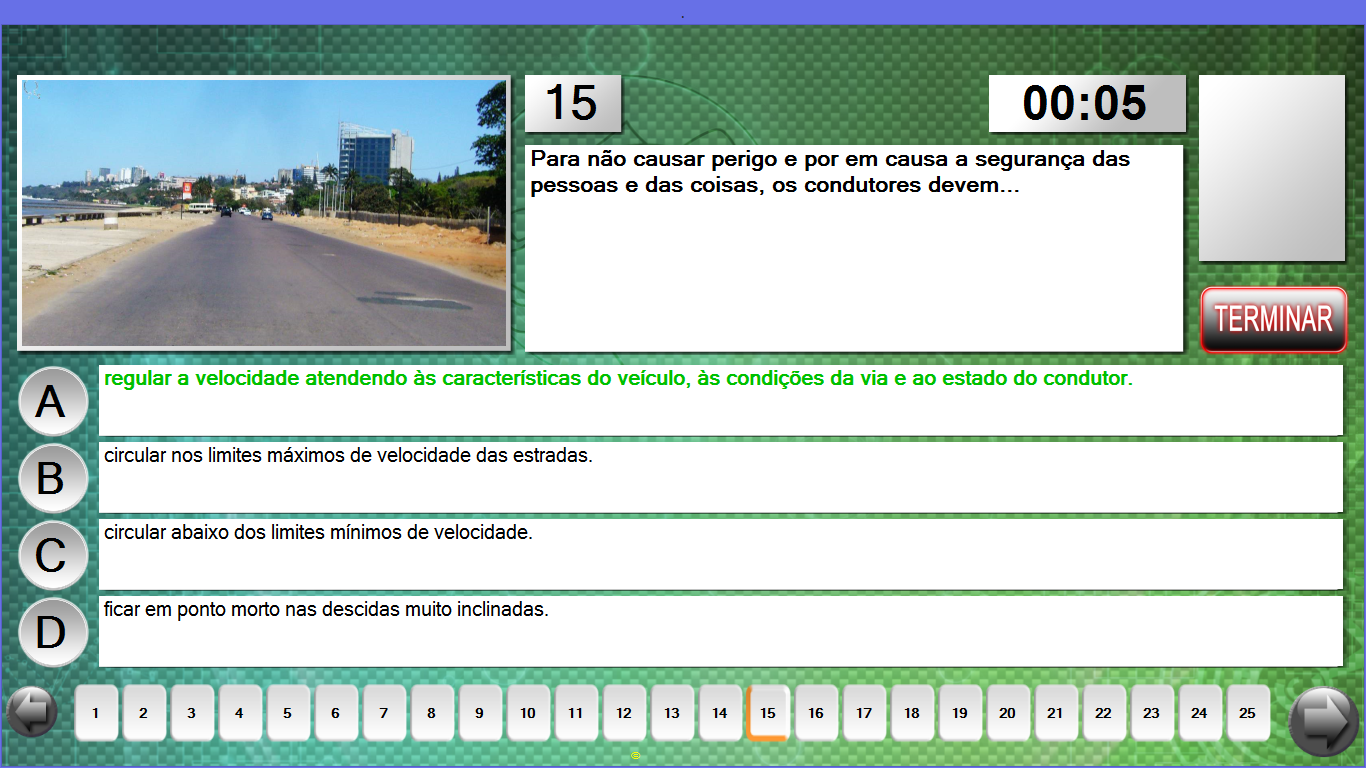 15
00:05
Para não causar perigo e por em causa a segurança das
pessoas e das coisas, os condutores devem...
TERMINAR
A
regular a velocidade atendendo às características do veículo, às condições da via e ao estado do condutor.
B
circular nos limites máximos de velocidade das estradas.
C
circular abaixo dos limites mínimos de velocidade.
D
ficar em ponto morto nas descidas muito inclinadas.
1 2 3 4 5 6 7 8 9 10 11 12 13 14 15 16 17 18 19 20 21 22 23 24 25